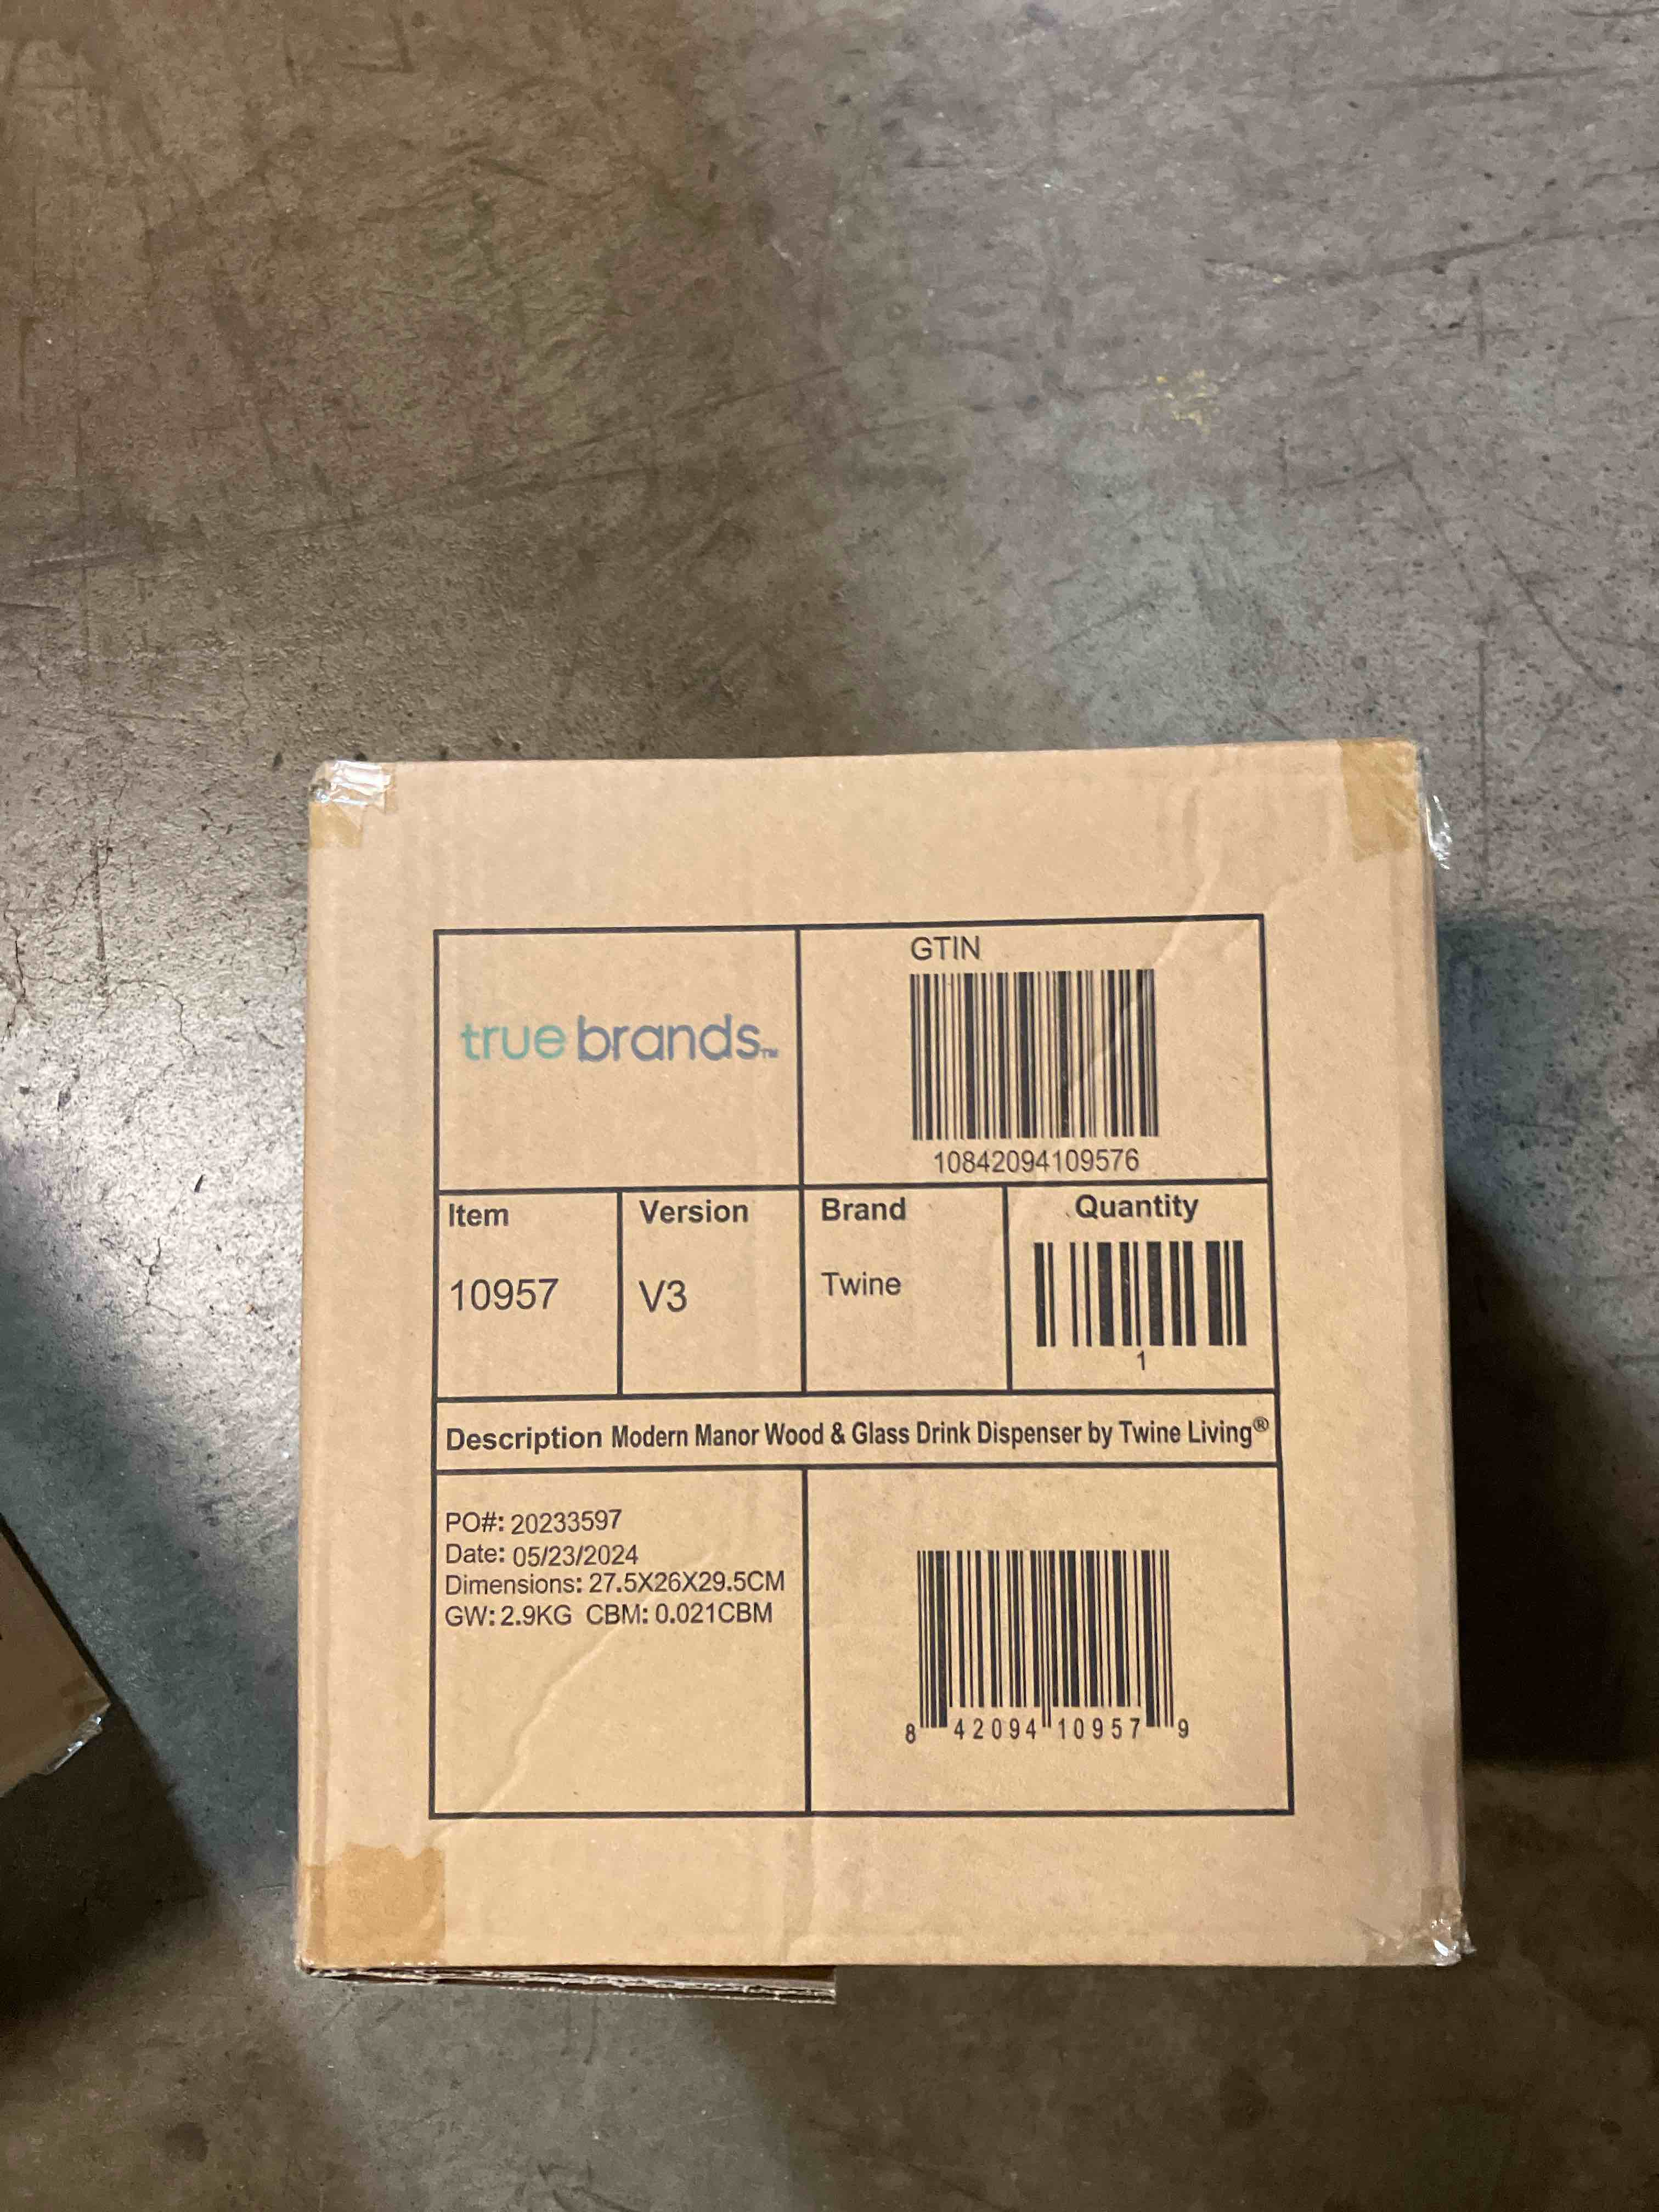 true brands™
GTIN
10842094109576
Item
10957
Version
V3
Brand
Twine
Quantity
1
Description Modern Manor Wood & Glass Drink Dispenser by Twine Living®
PO#: 20233597
Date: 05/23/2024
Dimensions: 27.5X26X29.5CM
GW: 2.9KG CBM: 0.021CBM
8 42094 10957 9